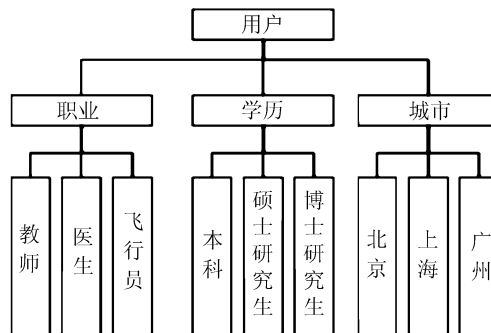 用户
职业
学历
城市
教师
医生
飞行员
本科
硕士研究生
博士研究生
北京
上海
广州